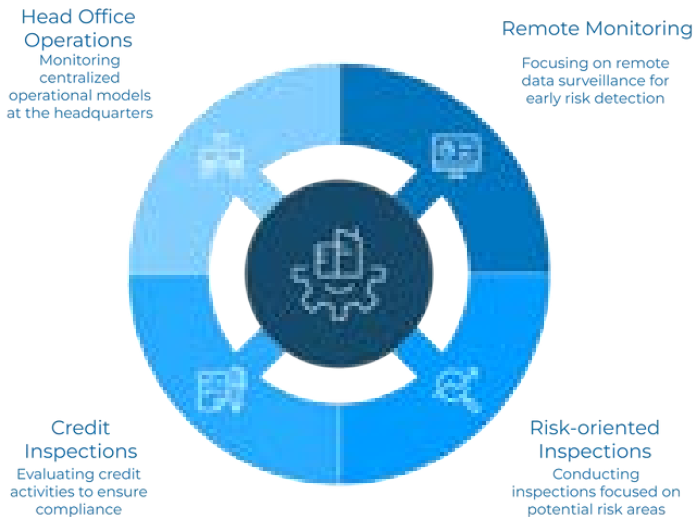 Head Office
Operations
Monitoring
centralized
operational models
at the headquarters
Remote Monitoring
Focusing on remote
data surveillance for
early risk detection
Credit
Inspections
Evaluating credit
activities to ensure
compliance
Risk-oriented
Inspections
Conducting
inspections focused on
potential risk areas